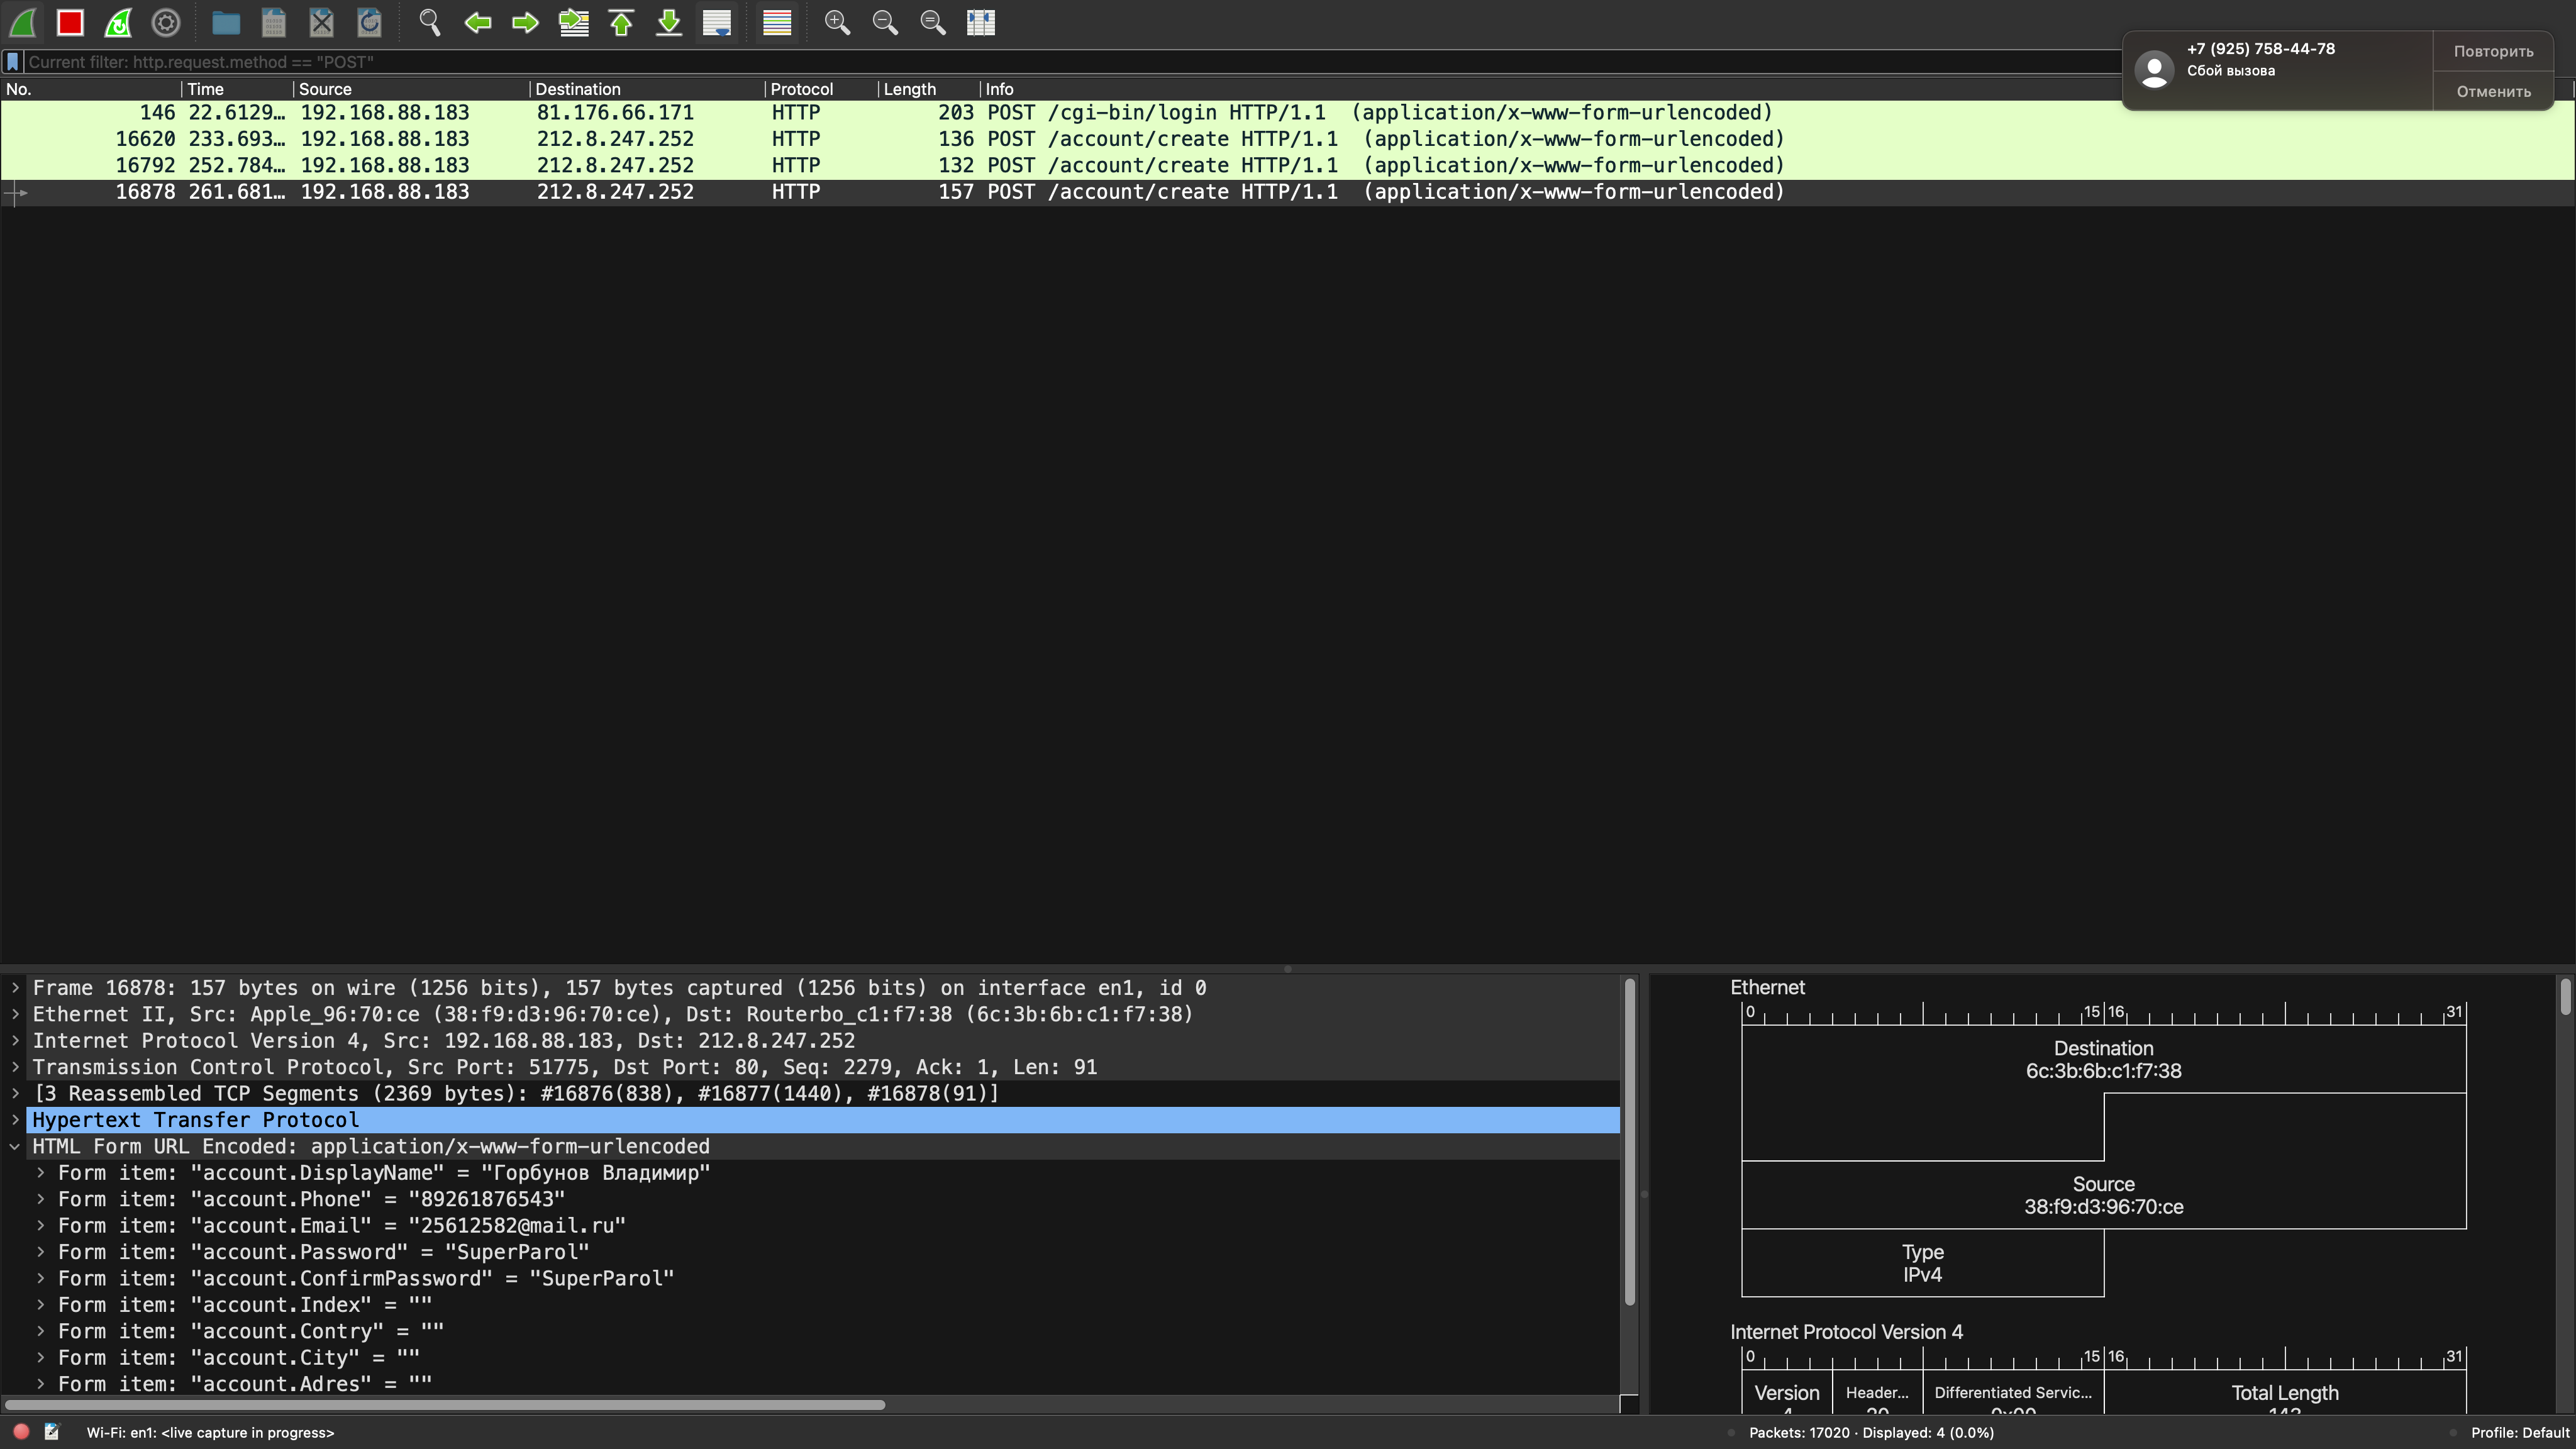 Current filter: http.request.method == "POST"
+7 (925) 758-44-78
Сбой вызова
Повторить
Отменить
No. Time Source Destination Protocol Length Info
146 22.6129… 192.168.88.183 81.176.66.171 HTTP 203 POST /cgi-bin/login HTTP/1.1 (application/x-www-form-urlencoded)
16620 233.693… 192.168.88.183 212.8.247.252 HTTP 136 POST /account/create HTTP/1.1 (application/x-www-form-urlencoded)
16792 252.784… 192.168.88.183 212.8.247.252 HTTP 132 POST /account/create HTTP/1.1 (application/x-www-form-urlencoded)
16878 261.681… 192.168.88.183 212.8.247.252 HTTP 157 POST /account/create HTTP/1.1 (application/x-www-form-urlencoded)
Frame 16878: 157 bytes on wire (1256 bits), 157 bytes captured (1256 bits) on interface en1, id 0
Ethernet II, Src: Apple_96:70:ce (38:f9:d3:96:70:ce), Dst: Routerbo_c1:f7:38 (6c:3b:6b:c1:f7:38)
Internet Protocol Version 4, Src: 192.168.88.183, Dst: 212.8.247.252
Transmission Control Protocol, Src Port: 51775, Dst Port: 80, Seq: 2279, Ack: 1, Len: 91
[3 Reassembled TCP Segments (2369 bytes): #16876(838), #16877(1440), #16878(91)]
Hypertext Transfer Protocol
HTML Form URL Encoded: application/x-www-form-urlencoded
Form item: "account.DisplayName" = "Горбунов Владимир"
Form item: "account.Phone" = "89261876543"
Form item: "account.Email" = "25612582@mail.ru"
Form item: "account.Password" = "SuperParol"
Form item: "account.ConfirmPassword" = "SuperParol"
Form item: "account.Index" = ""
Form item: "account.Contry" = ""
Form item: "account.City" = ""
Form item: "account.Adres" = ""
Ethernet
0 15 16 31
Destination
6c:3b:6b:c1:f7:38
Source
38:f9:d3:96:70:ce
Type
IPv4
Internet Protocol Version 4
0 15 16 31
Version Header... Differentiated Servic... Total Length
Wi-Fi: en1: <live capture in progress>
Packets: 17020 · Displayed: 4 (0.0%)
Profile: Default